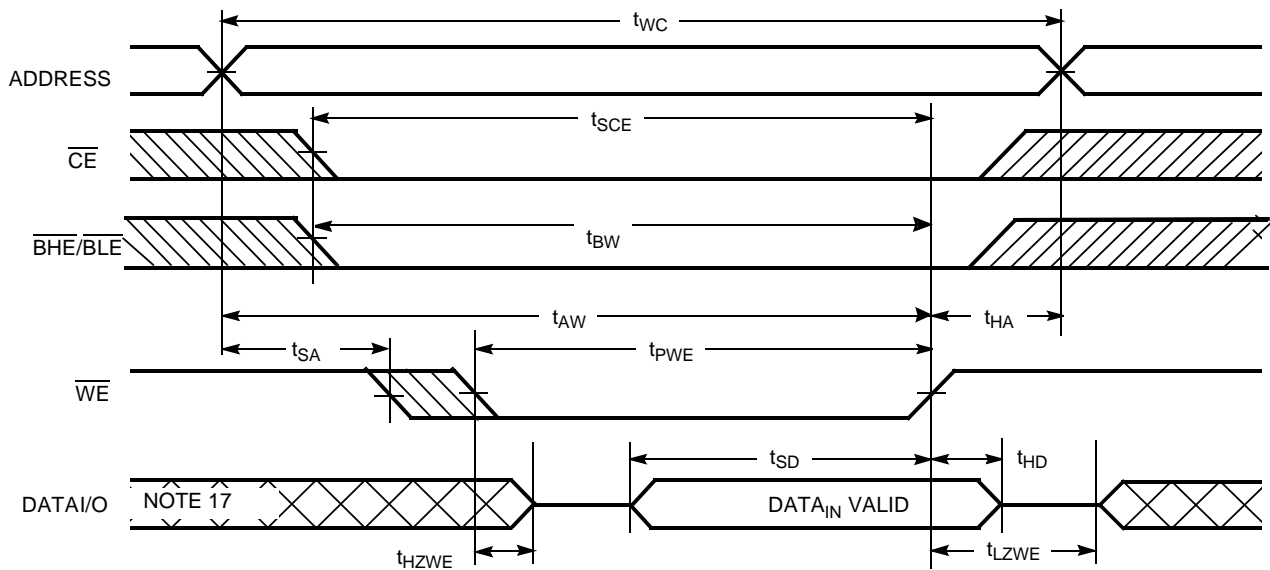 tWC
ADDRESS
tSCE
CE
BHE/BLE
tBW
tAW
tHA
tSA
tPWE
WE
tSD
tHD
DATAI/O
NOTE 17
DATAIN VALID
tHZWE
tLZWE